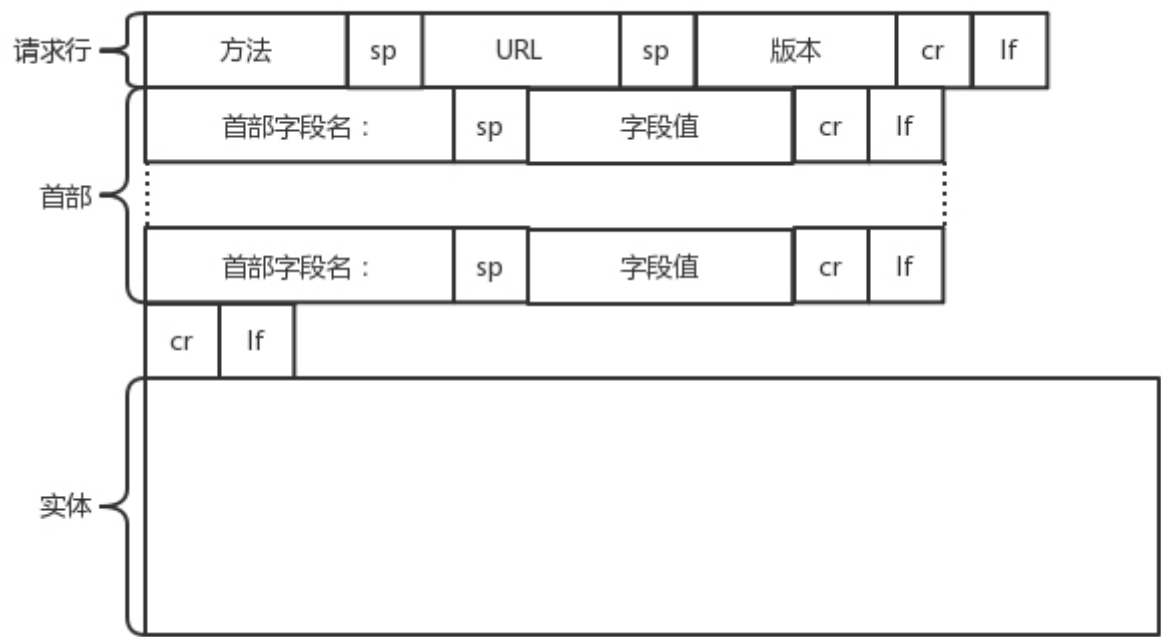 请求行 方法 sp URL sp 版本 cr lf
首部字段名： sp 字段值 cr lf
首部
首部字段名： sp 字段值 cr lf
cr lf
实体